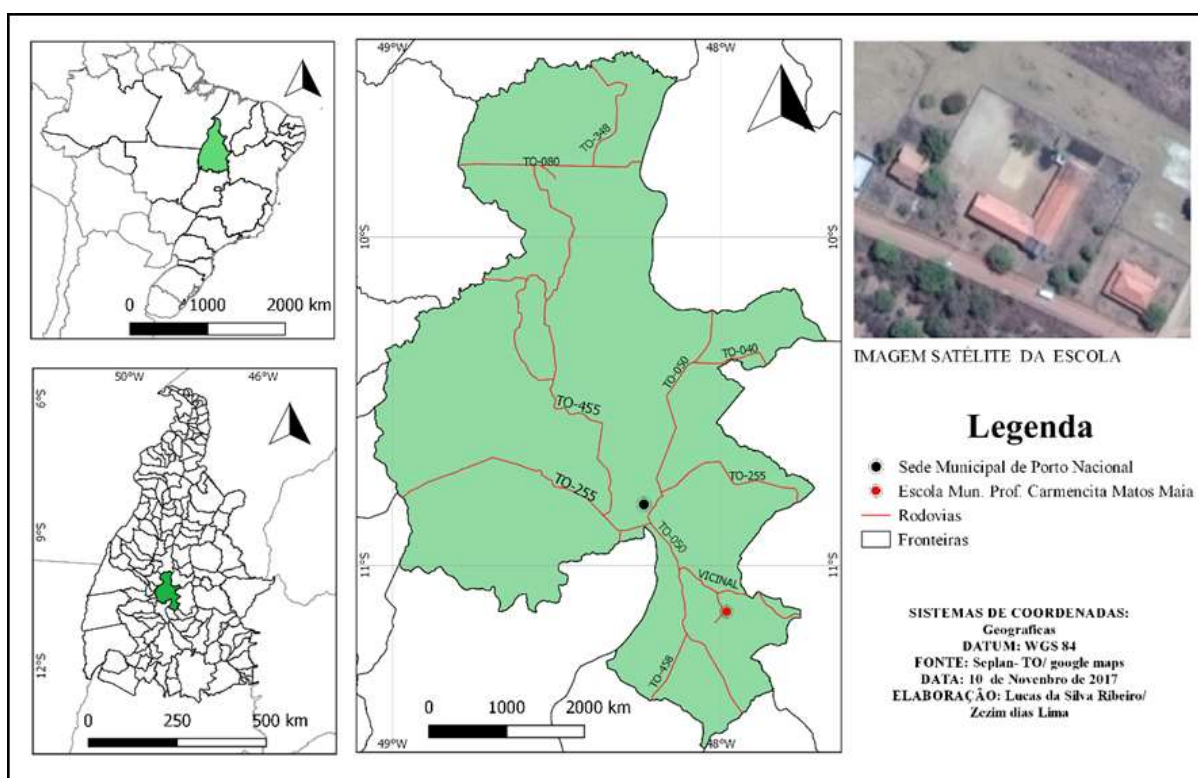 0 1000 2000 km
50°W 46°W
6°S
9°S
12°S
0 250 500 km
49°W 48°W
10°S 10°S
11°S 11°S
TO-348
TO-080
TO-050
TO-040
TO-455
TO-255
TO-255
TO-050
VICINAL
TO-458
0 1000 2000 km
49°W 48°W
IMAGEM SATÉLITE DA ESCOLA
Legenda
Sede Municipal de Porto Nacional
Escola Mun. Prof. Carmencita Matos Maia
Rodovias
Fronteiras
SISTEMAS DE COORDENADAS:
Geograficas
DATUM: WGS 84
FONTE: Seplan- TO/ google maps
DATA: 10 de Novenbro de 2017
ELABORAÇÃO: Lucas da Silva Ribeiro/
Zezim dias Lima